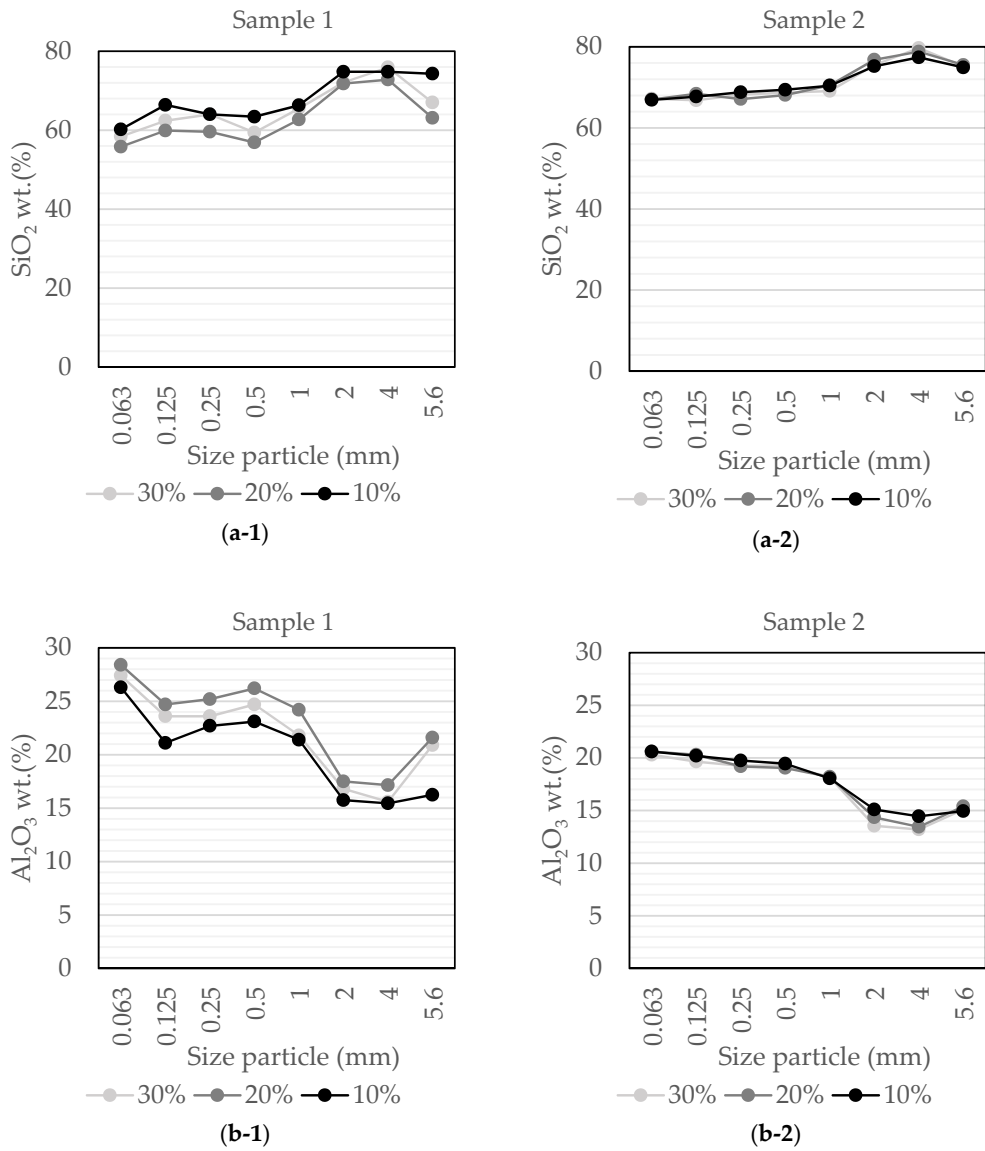 Sample 1
80
60
40
20
0
SiO₂ wt.(%)
0.063
0.125
0.25
0.5
1
2
4
5.6
Size particle (mm)
30% 20% 10%
(a-1)
Sample 2
80
60
40
20
0
SiO₂ wt.(%)
0.063
0.125
0.25
0.5
1
2
4
5.6
Size particle (mm)
30% 20% 10%
(a-2)
Sample 1
30
25
20
15
10
5
0
Al₂O₃ wt.(%)
0.063
0.125
0.25
0.5
1
2
4
5.6
Size particle (mm)
30% 20% 10%
(b-1)
Sample 2
30
25
20
15
10
5
0
Al₂O₃ wt.(%)
0.063
0.125
0.25
0.5
1
2
4
5.6
Size particle (mm)
30% 20% 10%
(b-2)